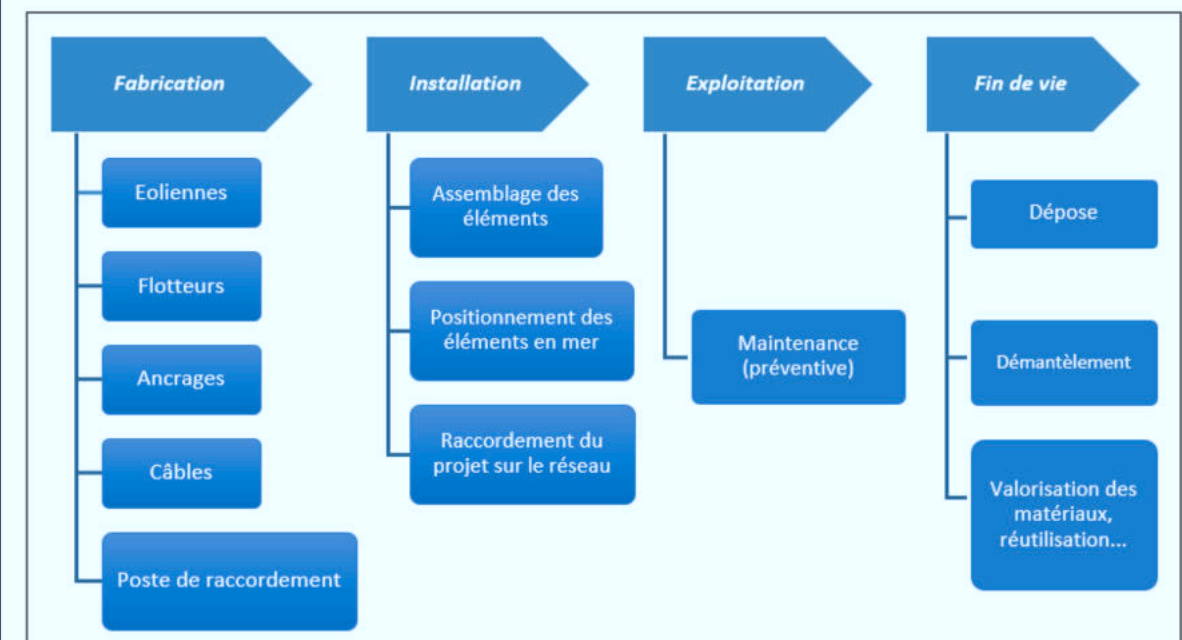 Fabrication
Eoliennes
Flotteurs
Ancrages
Câbles
Poste de raccordement
Installation
Assemblage des
éléments
Positionnement des
éléments en mer
Raccordement du
projet sur le réseau
Exploitation
Maintenance
(préventive)
Fin de vie
Dépose
Démantèlement
Valorisation des
matériaux,
réutilisation...